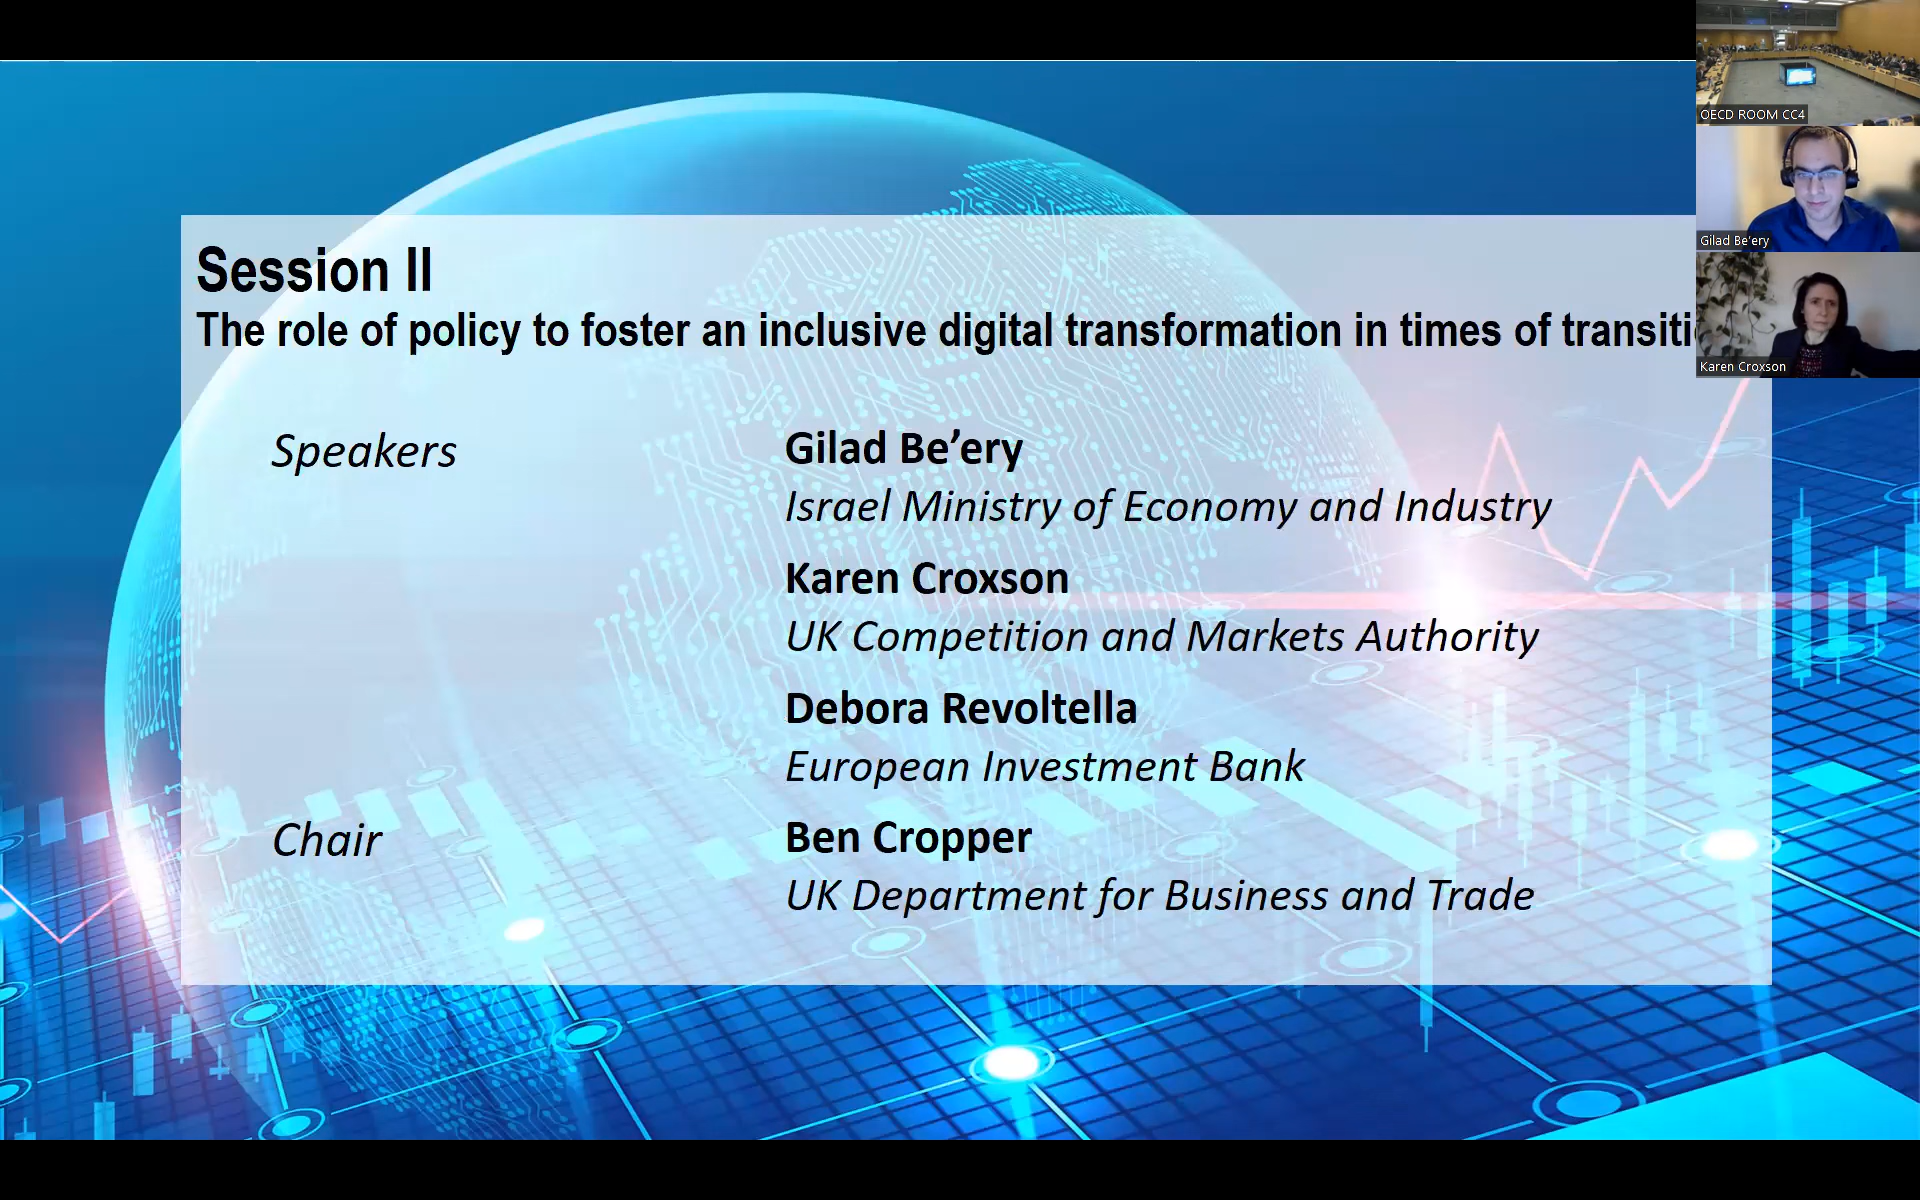 Session II
The role of policy to foster an inclusive digital transformation in times of transiti
Speakers
Gilad Be’ery
Israel Ministry of Economy and Industry
Karen Croxson
UK Competition and Markets Authority
Debora Revoltella
European Investment Bank
Chair
Ben Cropper
UK Department for Business and Trade
OECD ROOM CC4
Gilad Be'ery
Karen Croxson